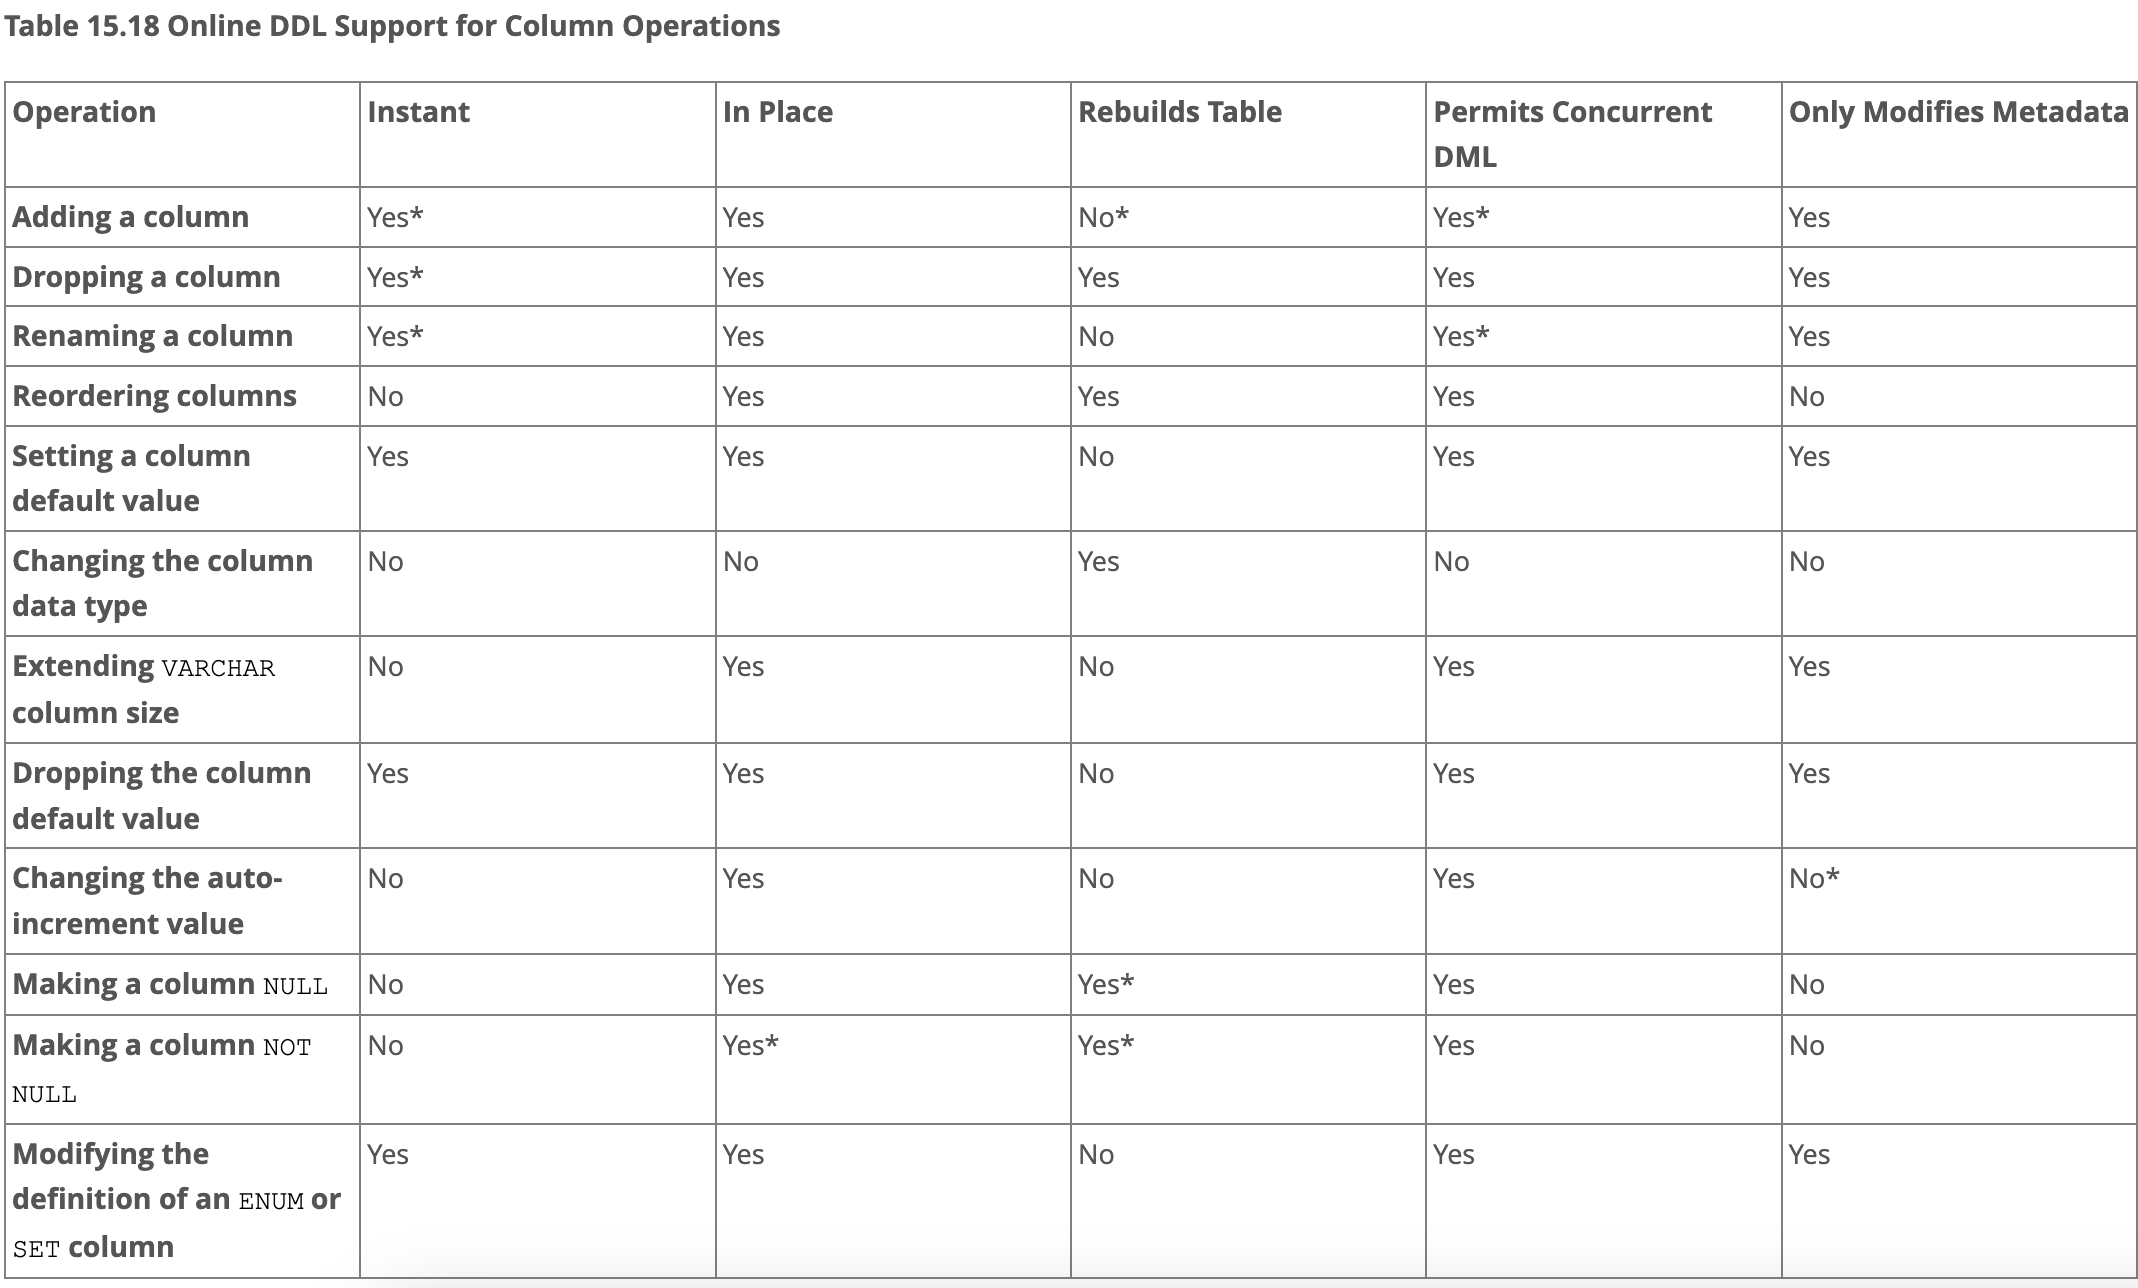 Table 15.18 Online DDL Support for Column Operations
Operation Instant In Place Rebuilds Table Permits Concurrent Only Modifies Metadata
DML
Adding a column Yes* Yes No* Yes* Yes
Dropping a column Yes* Yes Yes Yes Yes
Renaming a column Yes* Yes No Yes* Yes
Reordering columns No Yes Yes Yes No
Setting a column Yes Yes No Yes Yes
default value
Changing the column No No Yes No No
data type
Extending VARCHAR No Yes No Yes Yes
column size
Dropping the column Yes Yes No Yes Yes
default value
Changing the auto- No Yes No Yes No*
increment value
Making a column NULL No Yes Yes* Yes No
Making a column NOT No Yes* Yes* Yes No
NULL
Modifying the Yes Yes No Yes Yes
definition of an ENUM or
SET column